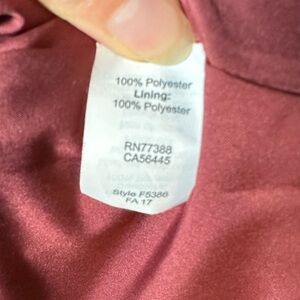 100% Polyester
Lining:
100% Polyester
RN77388
CA56445
Style F5386
FA 17